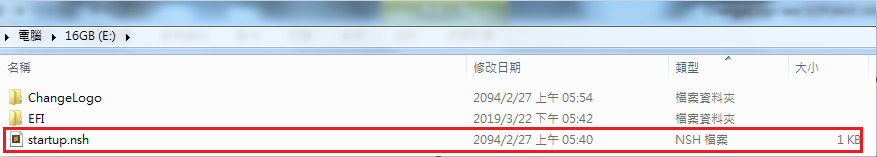 電腦 ▸ 16GB (E:) ▸
名稱 修改日期 類型 大小
ChangeLogo 2094/2/27 上午 05:54 檔案資料夾
EFI 2019/3/22 下午 05:42 檔案資料夾
startup.nsh 2094/2/27 上午 05:40 NSH 檔案 1 KB